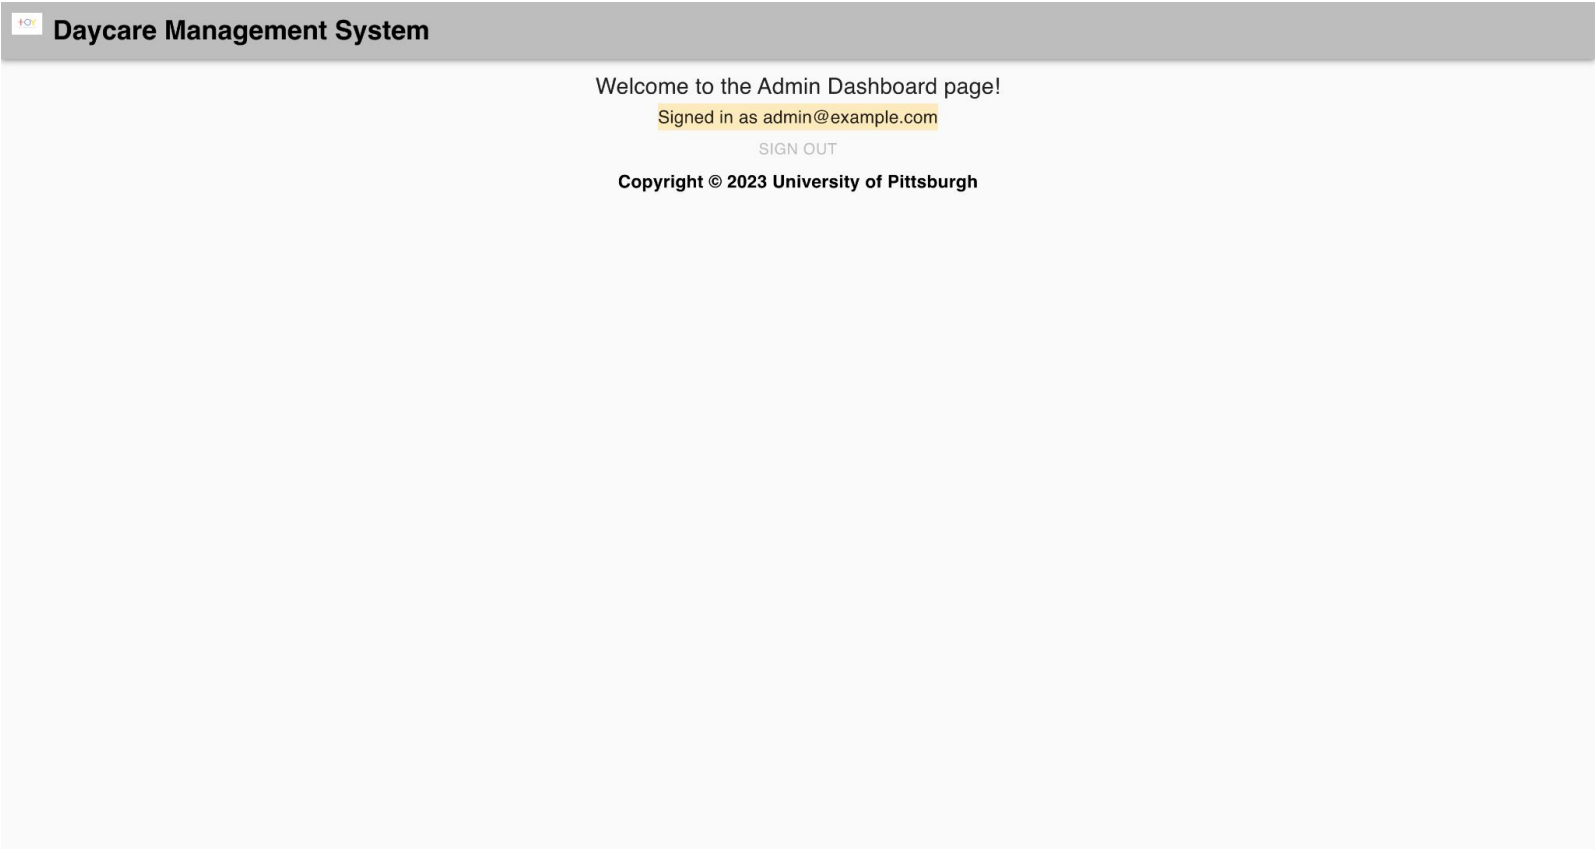 TOY
Daycare Management System
Welcome to the Admin Dashboard page!
Signed in as admin@example.com
SIGN OUT
Copyright © 2023 University of Pittsburgh